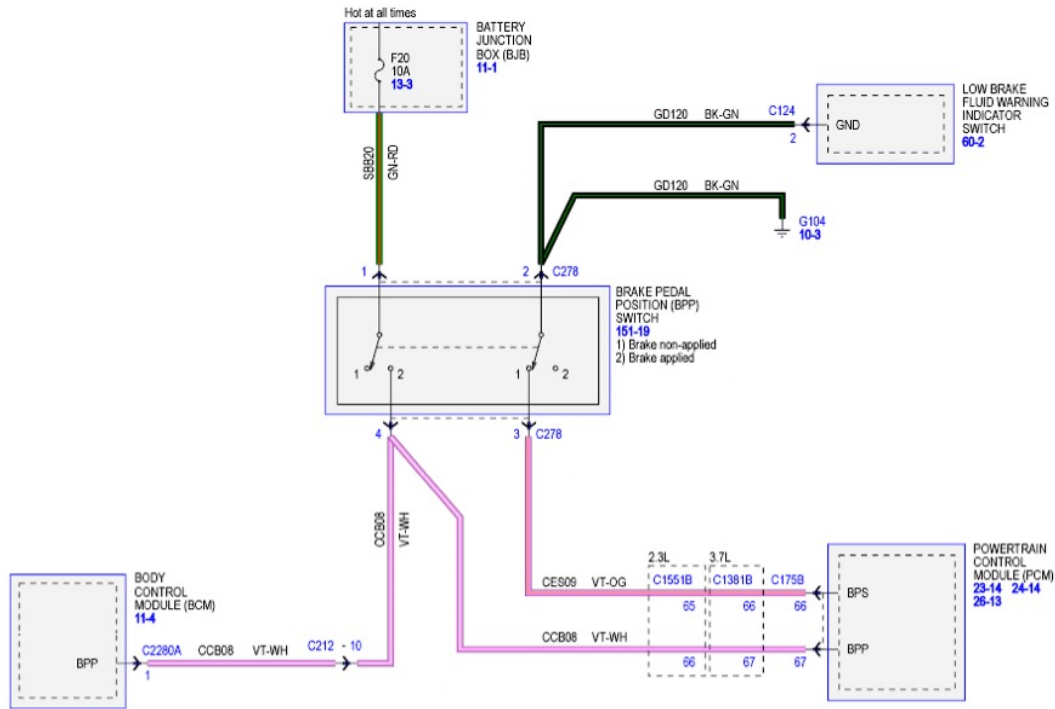 Hot at all times
BATTERY
JUNCTION
BOX (BJB)
11-1
F20
10A
13-3
SBB20
GN-RD
GD120 BK-GN
C124
2
GND
LOW BRAKE
FLUID WARNING
INDICATOR
SWITCH
60-2
GD120 BK-GN
G104
10-3
1
2
C278
BRAKE PEDAL
POSITION (BPP)
SWITCH
151-19
1) Brake non-applied
2) Brake applied
1
2
1
2
4
3
C278
CCB08
VT-WH
2.3L
3.7L
CES09 VT-OG
C1551B
C1381B
C175B
65
66
66
BPS
POWERTRAIN
CONTROL
MODULE (PCM)
23-14 24-14
26-13
CCB08 VT-WH
66
67
67
BPP
BODY
CONTROL
MODULE (BCM)
11-4
BPP
C2280A
1
CCB08 VT-WH
C212 - 10